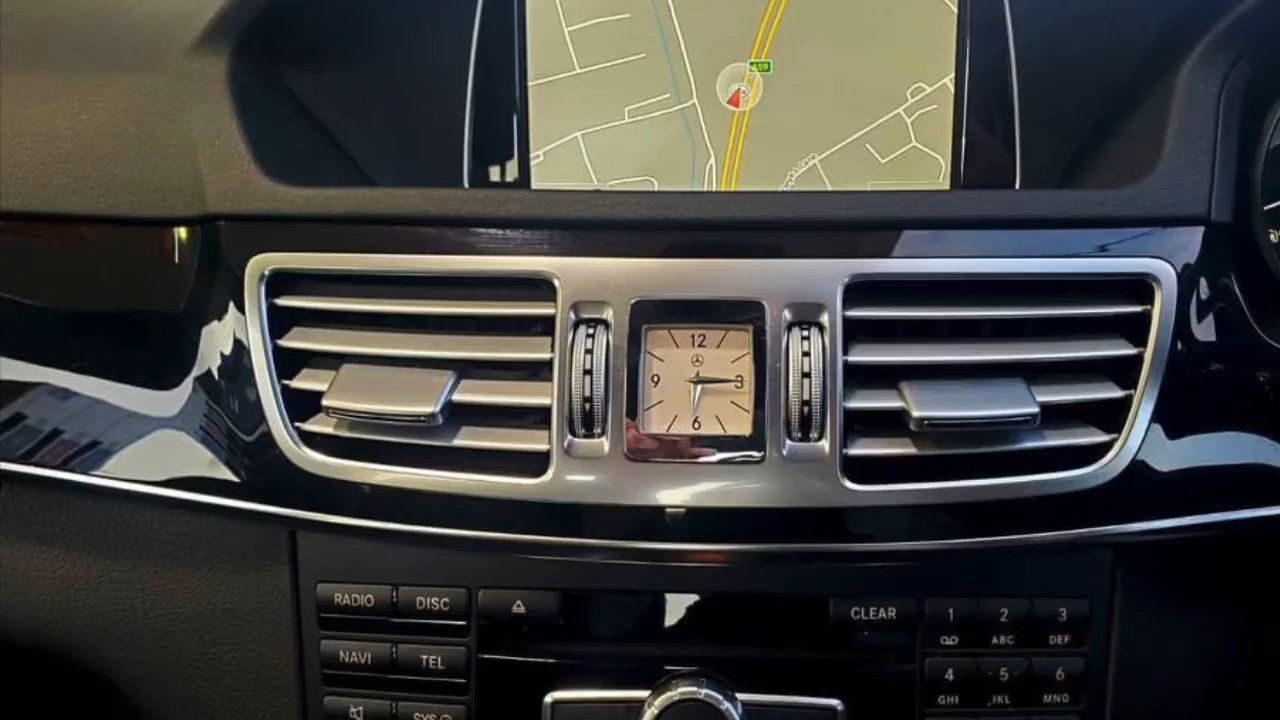 A59
12
9 3
6
RADIO DISC
CLEAR 1 2 3
ABC DEF
NAVI TEL
4 5 6
GHI JKL MNO
SYS